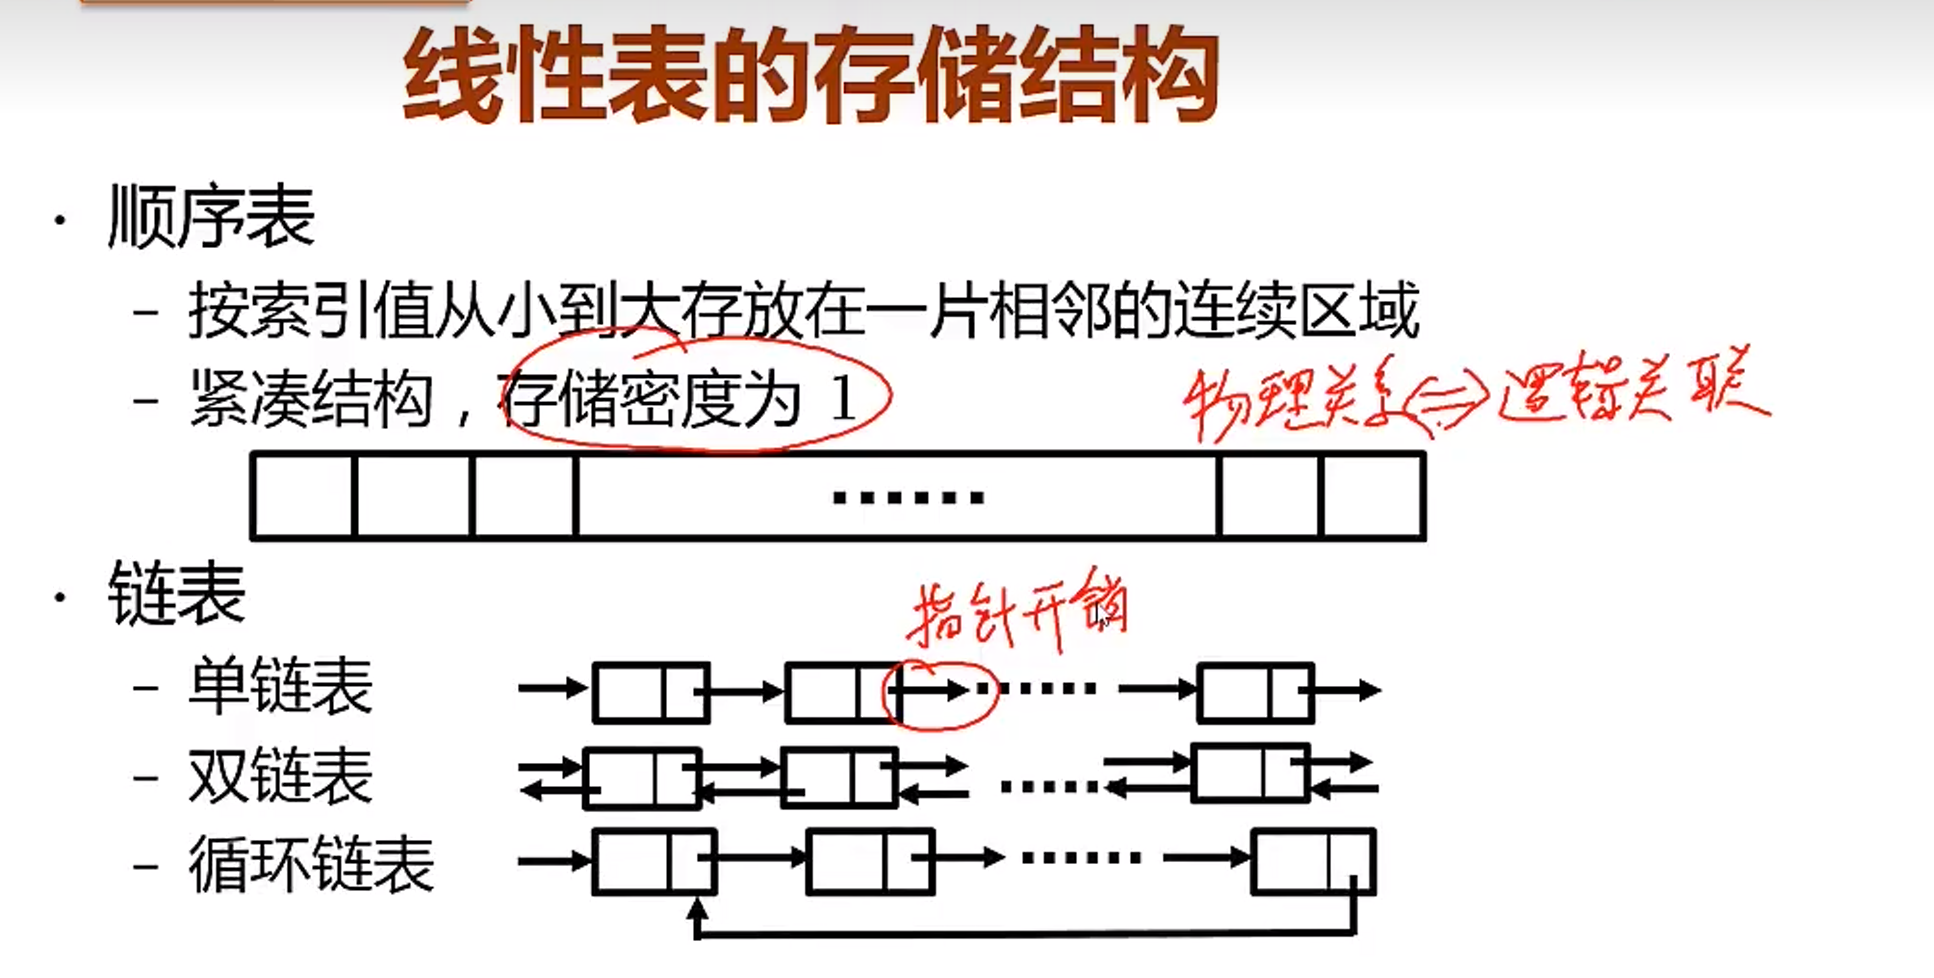 线性表的存储结构
· 顺序表
– 按索引值从小到大存放在一片相邻的连续区域
– 紧凑结构，存储密度为 1
物理关系⇔逻辑关联
......
· 链表
指针开销
– 单链表
......
– 双链表
......
– 循环链表
......